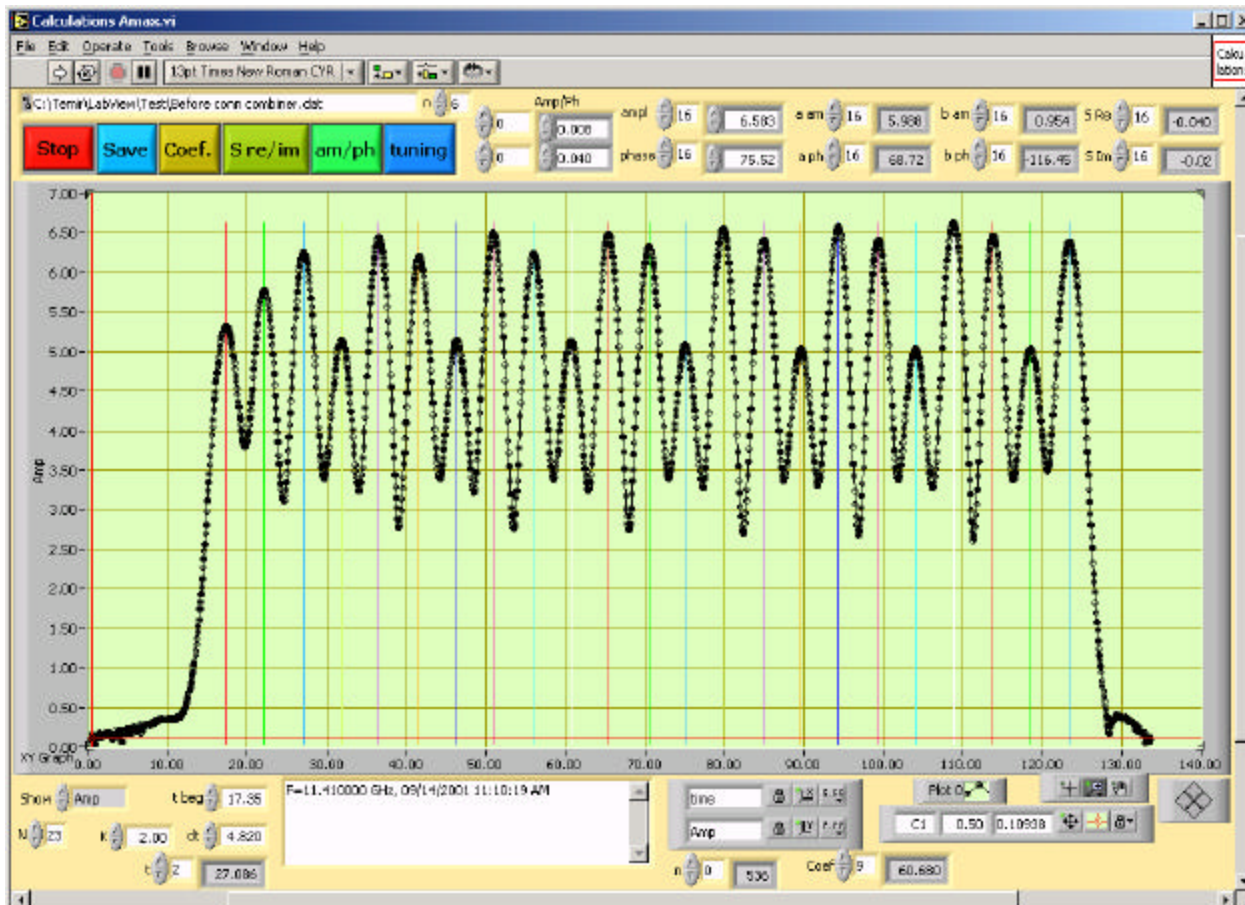 Calculations Amax.vi
File Edit Operate Tools Browse Window Help
13pt Times New Roman CYR
Calcu
lation
C:\Temir\LabView\Test\Before conn combiner.dat
n 6
Stop Save Coef. S re/im am/ph tuning
Amp/Ph
0 0.008 ampl 16 6.583 a am 16 5.988 b am 16 0.954 S Re 16 -0.040
0 0.040 phase 16 75.52 a ph 16 68.72 b ph 16 -116.45 S Im 16 -0.02
7.00
6.50
6.00
5.50
5.00
4.50
4.00
3.50
3.00
2.50
2.00
1.50
1.00
0.50
0.00
Amp
XY Graph
0.00 10.00 20.00 30.00 40.00 50.00 60.00 70.00 80.00 90.00 100.00 110.00 120.00 130.00 140.00
Show Amp t beg 17.35
N 23 K 2.00 dt 4.820
t 2 27.086
F=11.410000 GHz, 09/14/2001 11:10:19 AM
time
Amp
Plot 0
C1 0.50 0.10938
n 0 536 Coef 9 60.680